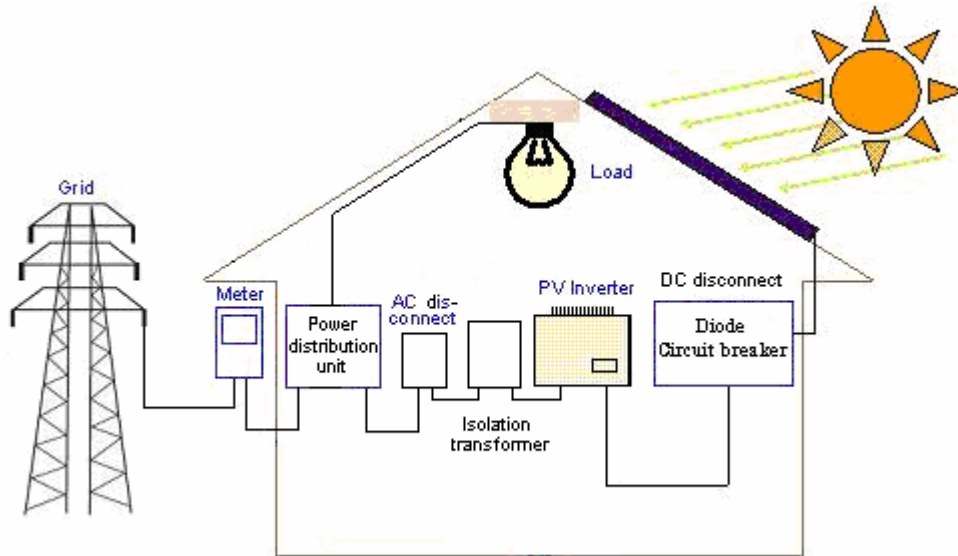 Grid
Load
Meter
Power
distribution
unit
AC dis-
connect
PV Inverter
DC disconnect
Diode
Circuit breaker
Isolation
transformer